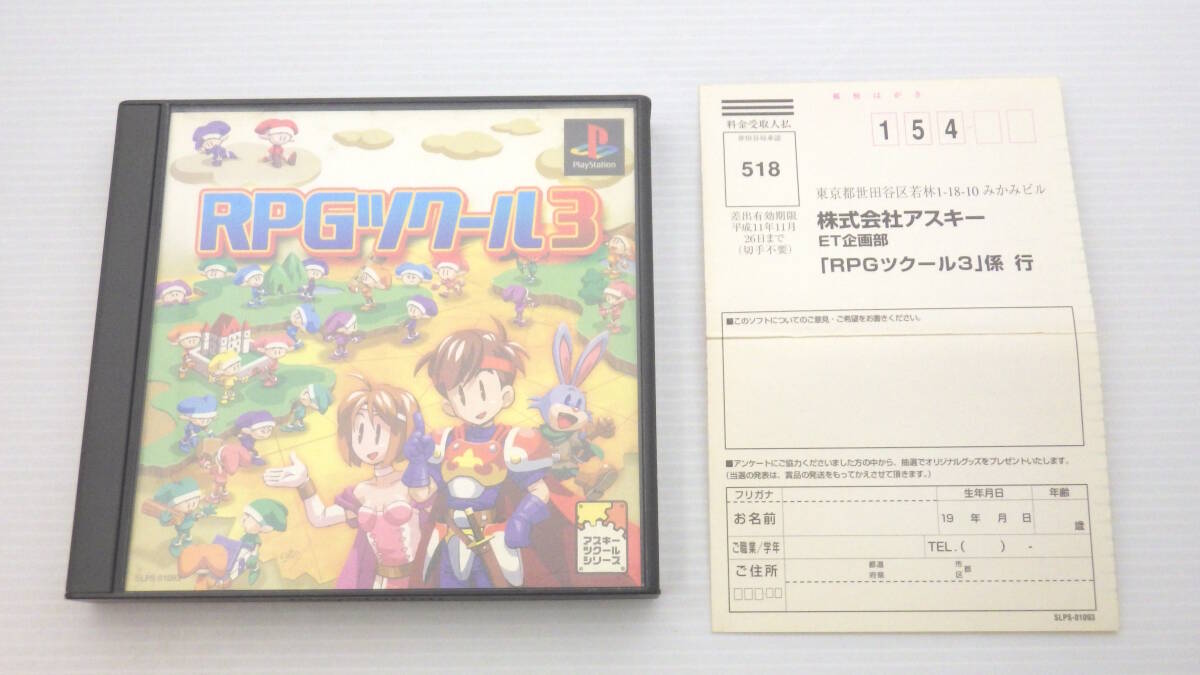 PlayStation
RPGツクール3
アスキー
ツクール
シリーズ
SLPS-01093
郵便はがき
料金受取人払
世田谷局承認
518
差出有効期限
平成11年11月
26日まで
(切手不要)
154
東京都世田谷区若林1-18-10 みかみビル
株式会社アスキー
ET企画部
「RPGツクール3」係 行
■このソフトについてのご意見・ご希望をお書きください。
■アンケートにご協力くださいました方の中から、抽選でオリジナルグッズをプレゼントいたします。
(当選の発表は、賞品の発送をもってかえさせて頂きます。)
フリガナ 生年月日 年齢
お名前 19 年 月 日 歳
ご職業/学年 TEL.( ) -
ご住所 都道府県 市郡区
SLPS-01093